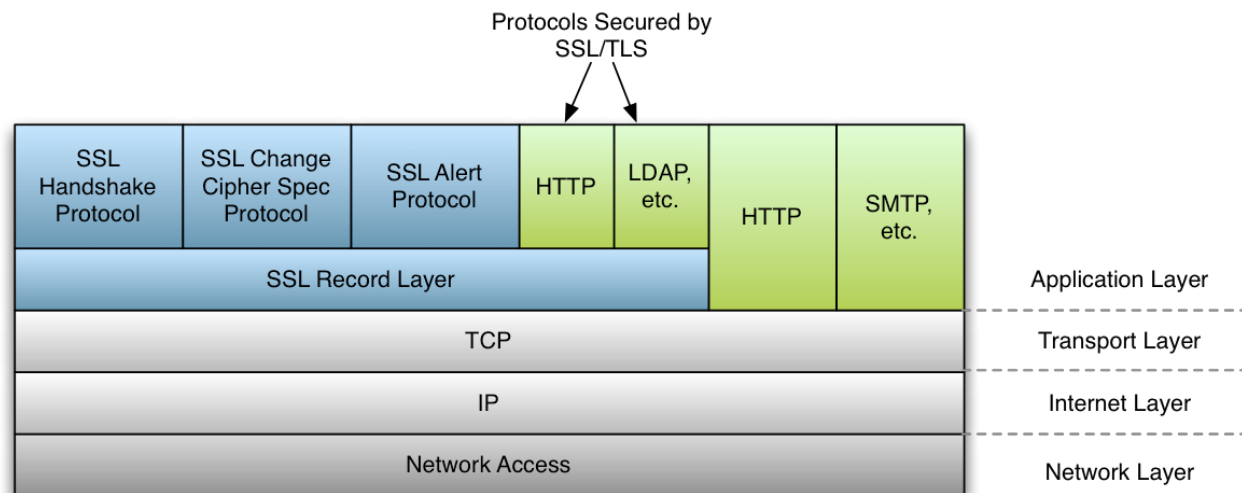 Protocols Secured by
SSL/TLS
SSL
Handshake
Protocol
SSL Change
Cipher Spec
Protocol
SSL Alert
Protocol
HTTP
LDAP,
etc.
HTTP
SMTP,
etc.
SSL Record Layer
Application Layer
TCP
Transport Layer
IP
Internet Layer
Network Access
Network Layer